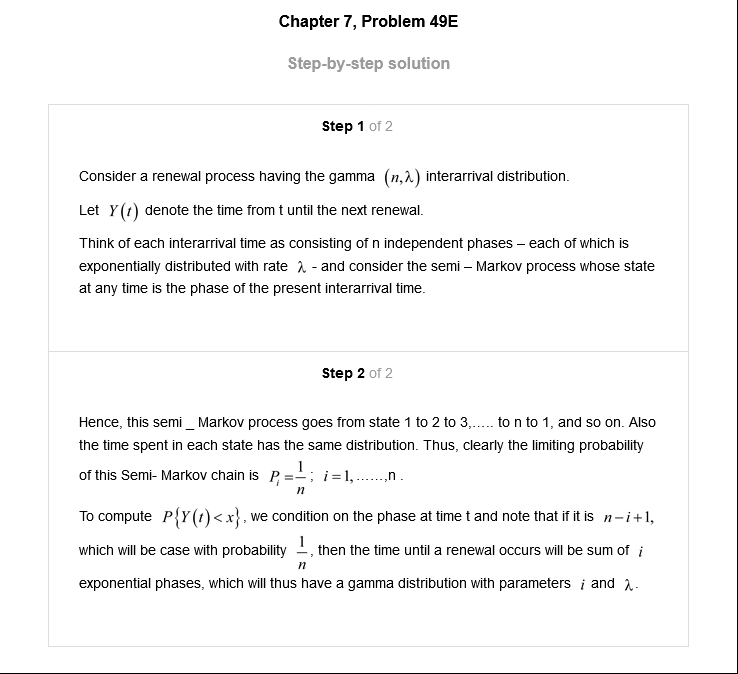 Chapter 7, Problem 49E
Step-by-step solution
Step 1 of 2
Consider a renewal process having the gamma (n,λ) interarrival distribution.
Let Y(t) denote the time from t until the next renewal.
Think of each interarrival time as consisting of n independent phases – each of which is
exponentially distributed with rate λ - and consider the semi – Markov process whose state
at any time is the phase of the present interarrival time.
Step 2 of 2
Hence, this semi _ Markov process goes from state 1 to 2 to 3,..... to n to 1, and so on. Also
the time spent in each state has the same distribution. Thus, clearly the limiting probability
of this Semi- Markov chain is P_i = 1/n; i=1,......,n .
To compute P{Y(t)<x}, we condition on the phase at time t and note that if it is n−i+1,
which will be case with probability 1/n, then the time until a renewal occurs will be sum of i
exponential phases, which will thus have a gamma distribution with parameters i and λ.